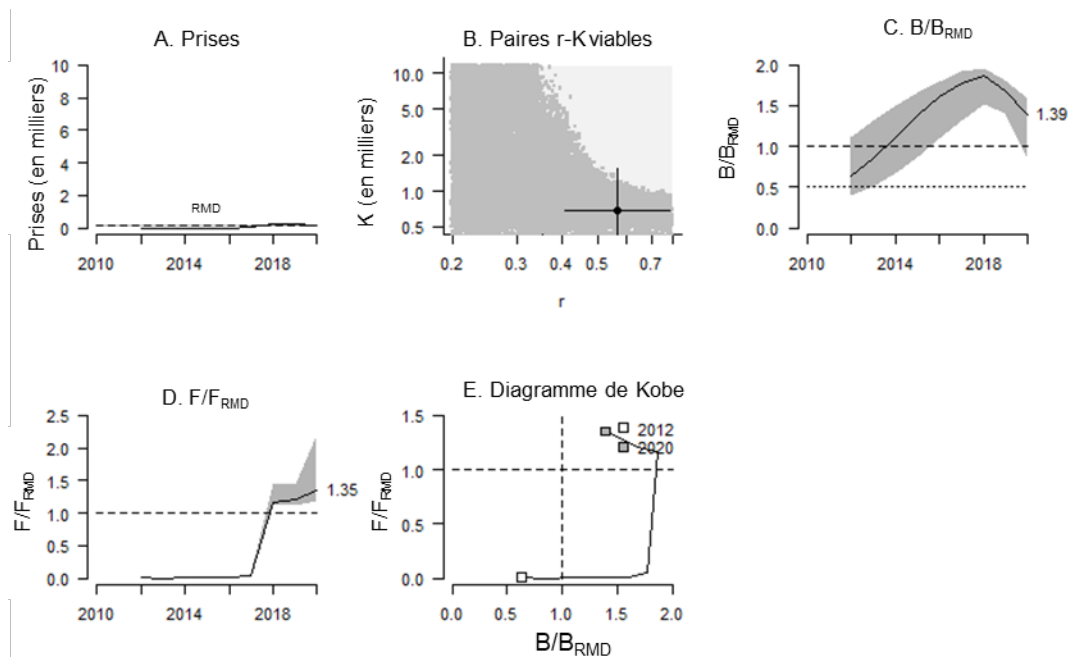 A. Prises
Prises (en milliers)
10
8
6
4
2
0
RMD
2010 2014 2018
B. Paires r-K viables
K (en milliers)
10.0
5.0
2.0
1.0
0.5
0.2 0.3 0.4 0.5 0.7
r
C. B/BRMD
B/BRMD
2.0
1.5
1.0
0.5
0.0
1.39
2010 2014 2018
D. F/FRMD
F/FRMD
2.5
2.0
1.5
1.0
0.5
0.0
1.35
2010 2014 2018
E. Diagramme de Kobe
F/FRMD
1.5
1.0
0.5
0.0
2012
2020
0.0 0.5 1.0 1.5 2.0
B/BRMD